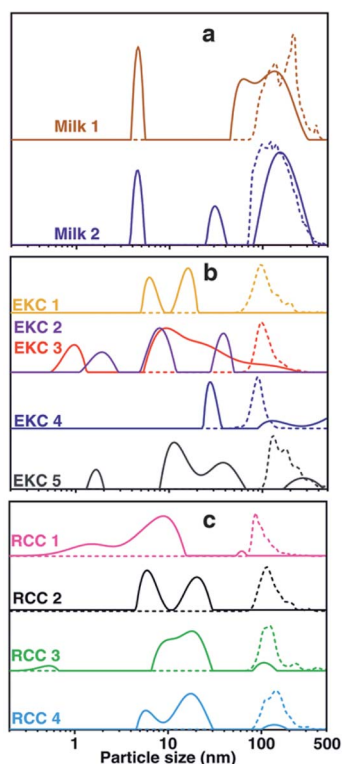 a
Milk 1
Milk 2
b
EKC 1
EKC 2
EKC 3
EKC 4
EKC 5
c
RCC 1
RCC 2
RCC 3
RCC 4
1 10 100 500
Particle size (nm)